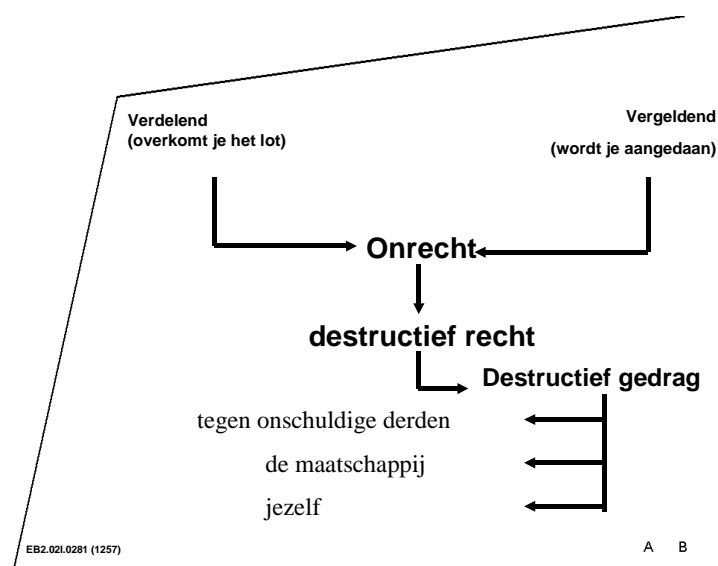 Verdelend
(overkomt je het lot)
Vergeldend
(wordt je aangedaan)
Onrecht
destructief recht
Destructief gedrag
tegen onschuldige derden
de maatschappij
jezelf
EB2.02I.0281 (1257)
A B